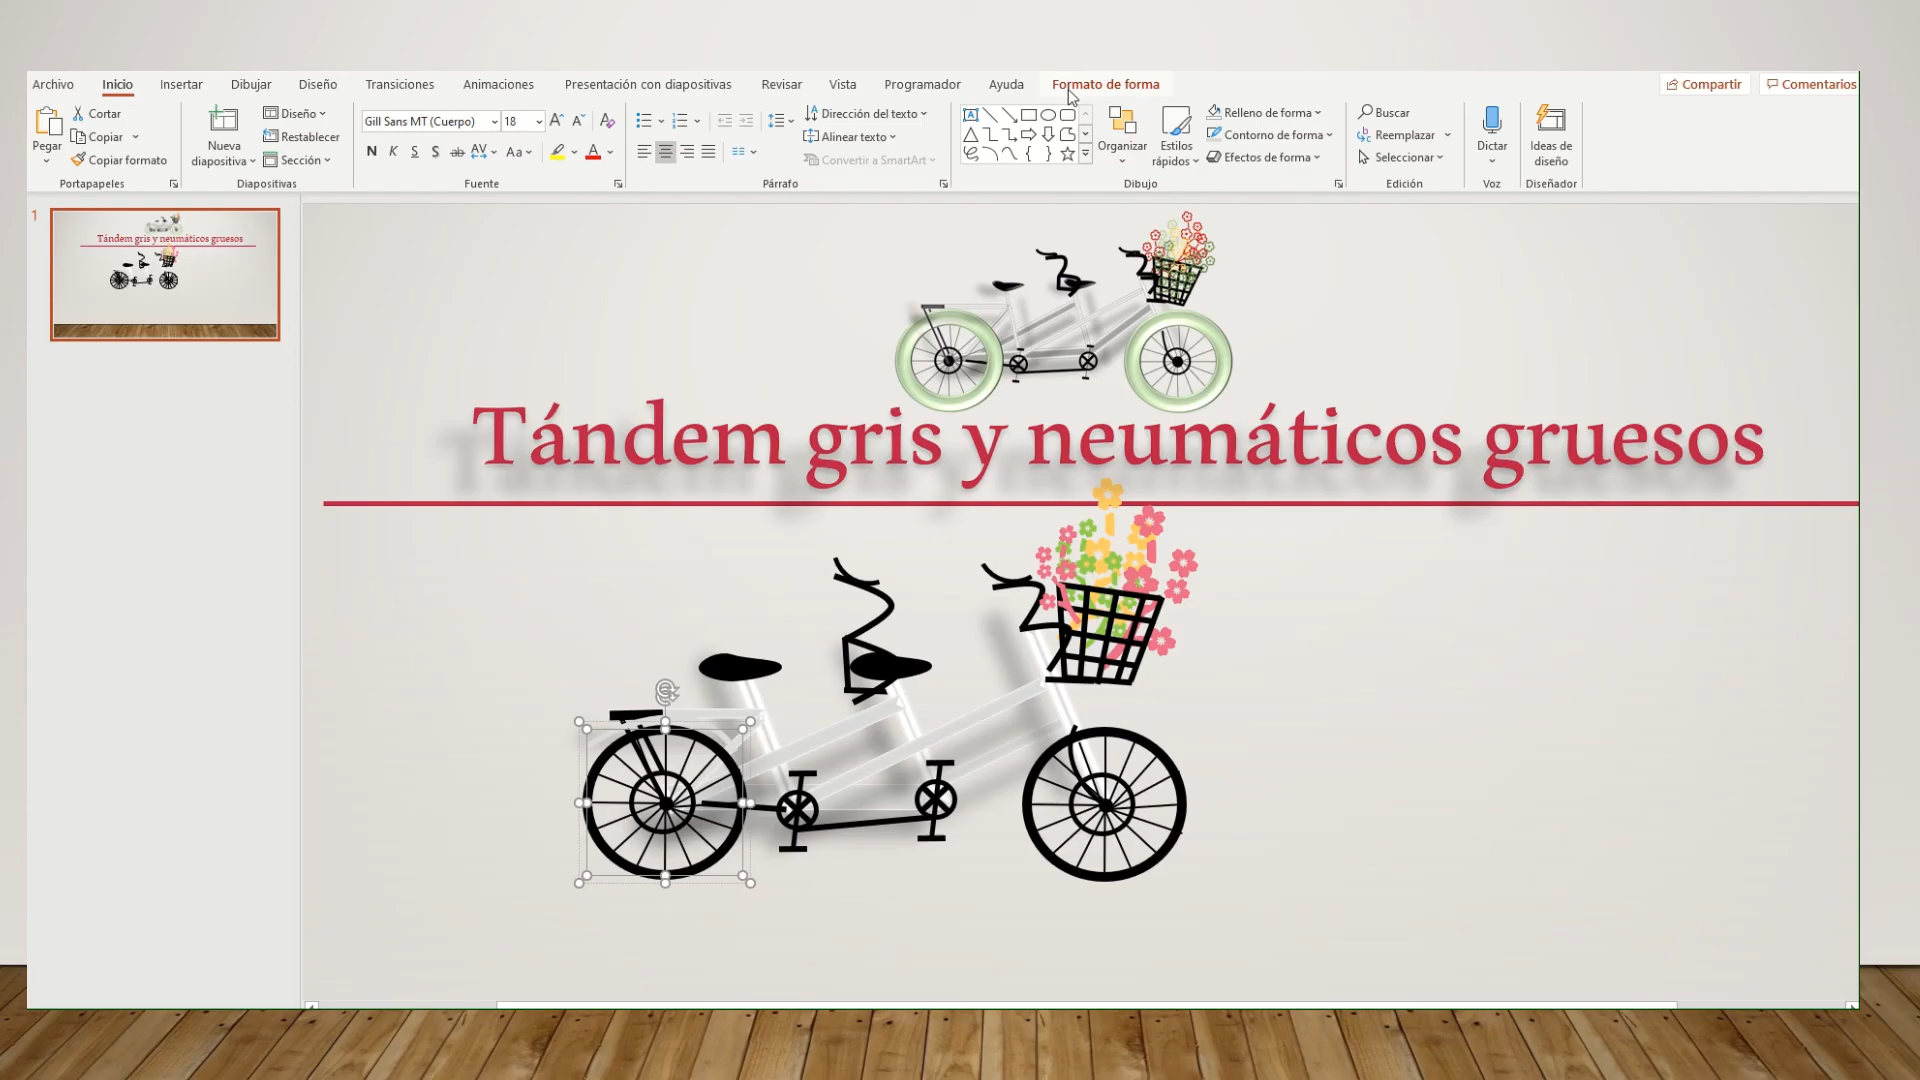 Archivo Inicio Insertar Dibujar Diseño Transiciones Animaciones Presentación con diapositivas Revisar Vista Programador Ayuda Formato de forma Compartir Comentarios
Pegar
Cortar
Copiar
Copiar formato
Portapapeles
Nueva
diapositiva
Diseño
Restablecer
Sección
Diapositivas
Gill Sans MT (Cuerpo) 18
N K S S ab AV Aa A
Fuente
Dirección del texto
Alinear texto
Convertir a SmartArt
Párrafo
Organizar
Estilos
rápidos
Relleno de forma
Contorno de forma
Efectos de forma
Dibujo
Buscar
Reemplazar
Seleccionar
Edición
Dictar
Voz
Ideas de
diseño
Diseñador
1
Tándem gris y neumáticos gruesos
Tándem gris y neumáticos gruesos